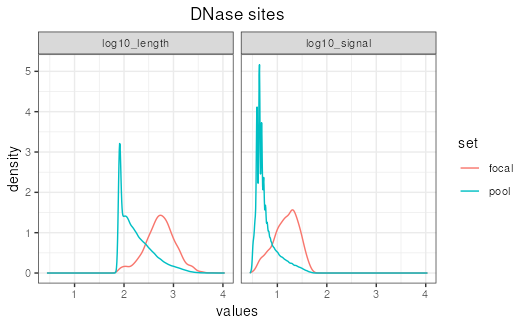 DNase sites
log10_length
log10_signal
density
5
4
3
2
1
0
1
2
3
4
1
2
3
4
values
set
focal
pool